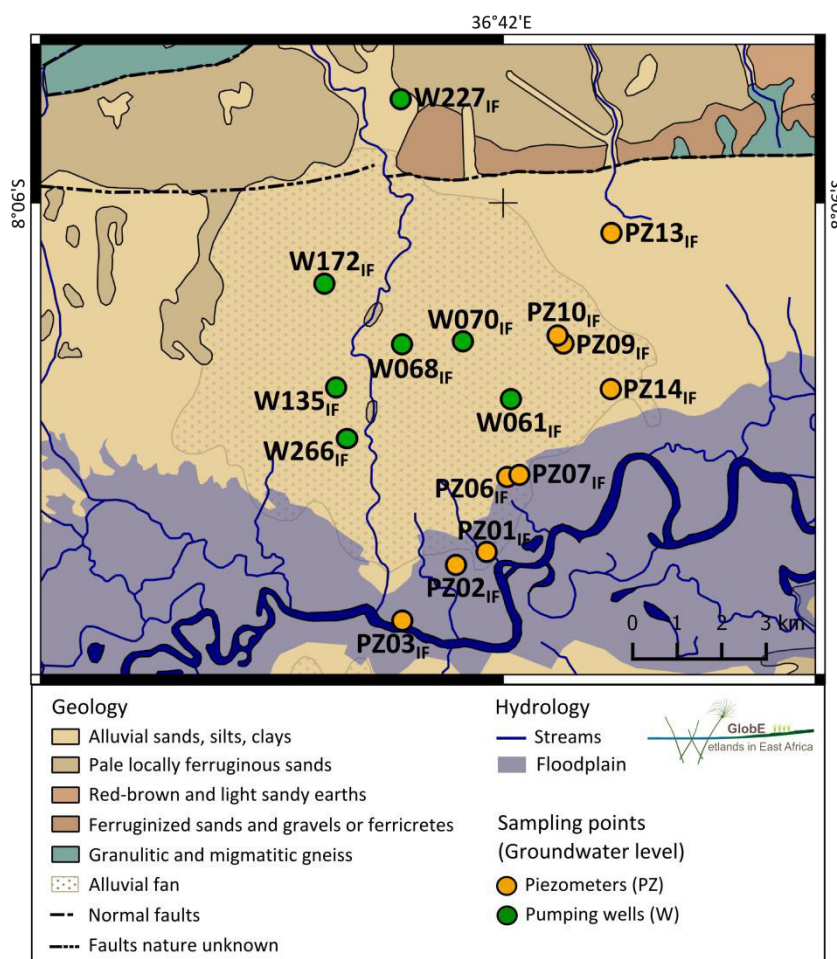 36°42'E
W227IF
8°06'S
8°06'S
PZ13IF
W172IF
PZ10IF
W070IF
PZ09IF
W068IF
PZ14IF
W135IF
W061IF
W266IF
PZ07IF
PZ06IF
PZ01IF
PZ02IF
PZ03IF
0 1 2 3 km
Geology
Alluvial sands, silts, clays
Pale locally ferruginous sands
Red-brown and light sandy earths
Ferruginized sands and gravels or ferricretes
Granulitic and migmatitic gneiss
Alluvial fan
Normal faults
Faults nature unknown
Hydrology
Streams
Floodplain
GlobE
Wetlands in East Africa
Sampling points
(Groundwater level)
Piezometers (PZ)
Pumping wells (W)